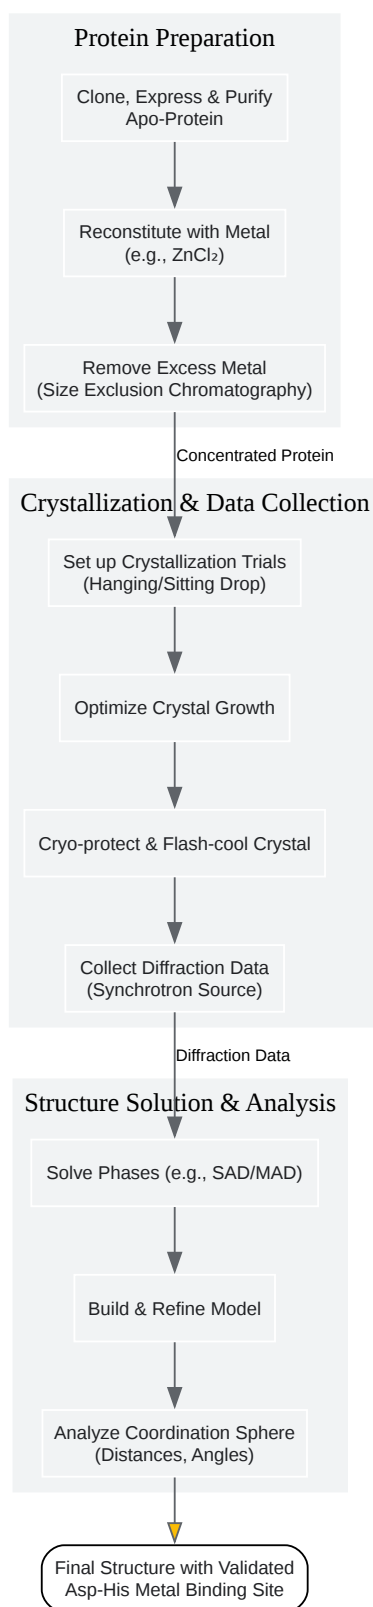 Protein Preparation
Clone, Express & Purify
Apo-Protein
Reconstitute with Metal
(e.g., ZnCl₂)
Remove Excess Metal
(Size Exclusion Chromatography)
Concentrated Protein
Crystallization & Data Collection
Set up Crystallization Trials
(Hanging/Sitting Drop)
Optimize Crystal Growth
Cryo-protect & Flash-cool Crystal
Collect Diffraction Data
(Synchrotron Source)
Diffraction Data
Structure Solution & Analysis
Solve Phases (e.g., SAD/MAD)
Build & Refine Model
Analyze Coordination Sphere
(Distances, Angles)
Final Structure with Validated
Asp-His Metal Binding Site